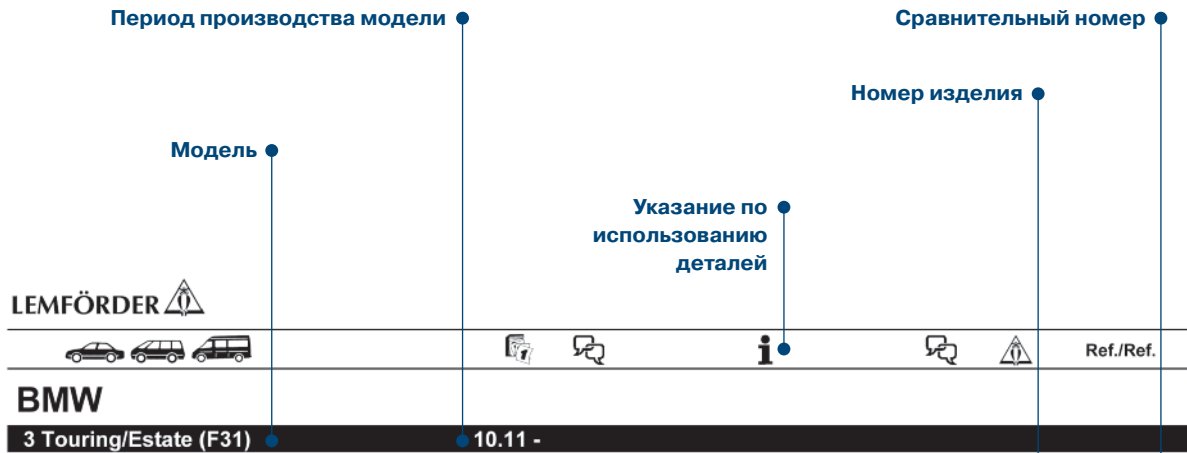 Период производства модели
Сравнительный номер
Номер изделия
Модель
Указание по
использованию
деталей
LEMFÖRDER
Ref./Ref.
BMW
3 Touring/Estate (F31) 10.11 -